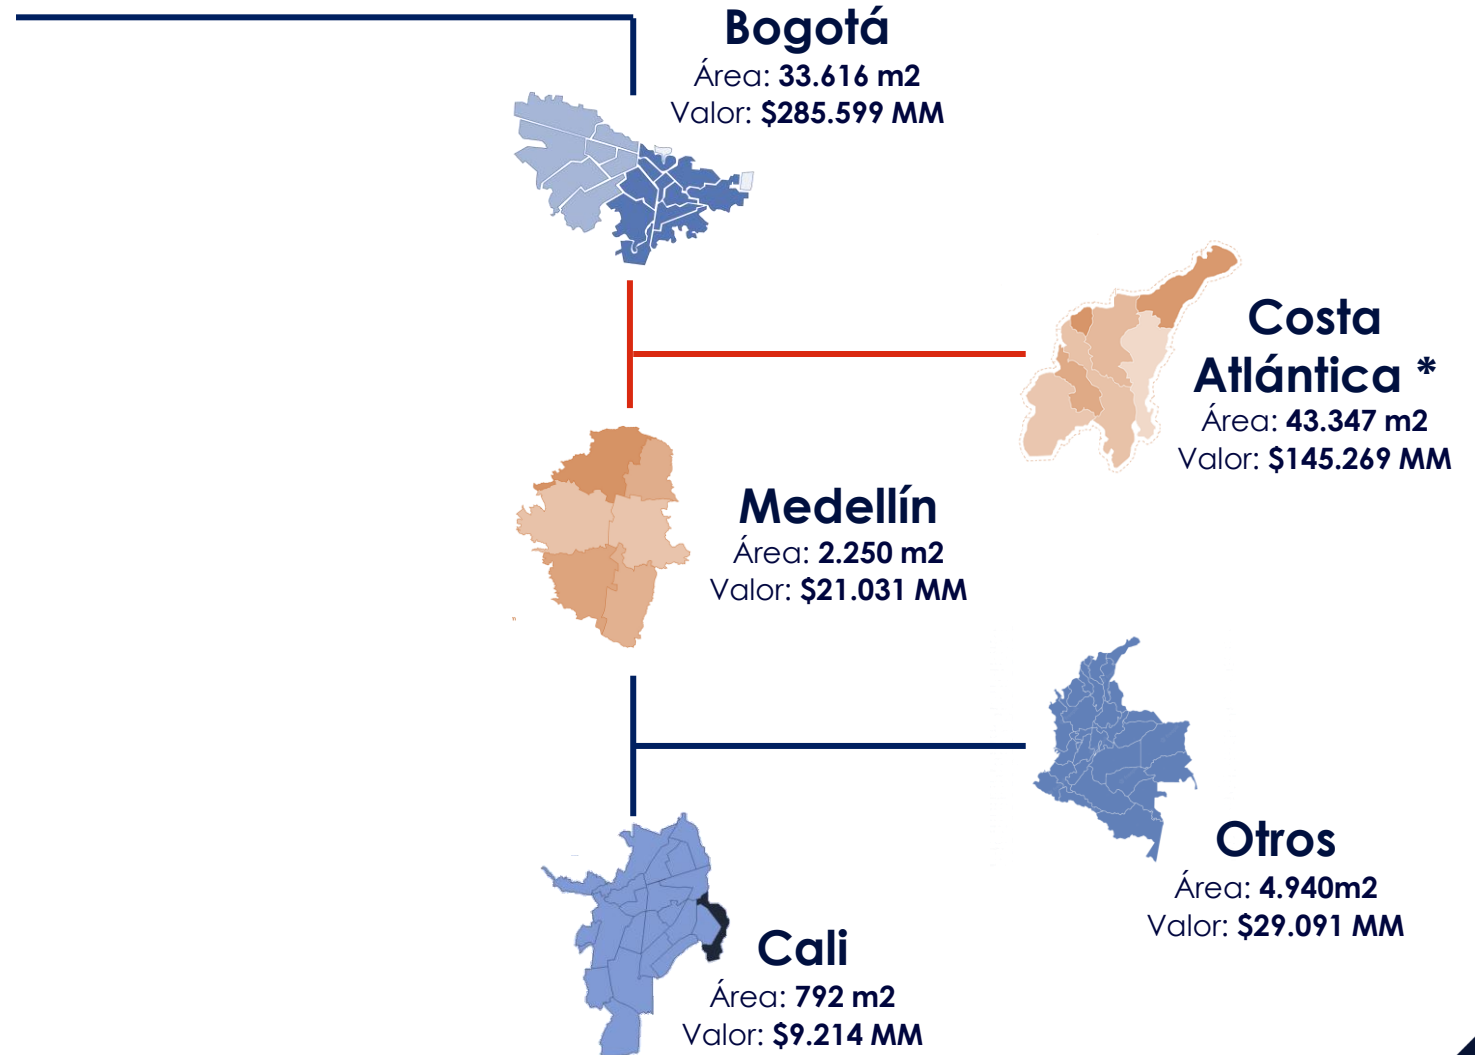 Bogotá
Área: 33.616 m2
Valor: $285.599 MM
Costa
Atlántica *
Área: 43.347 m2
Valor: $145.269 MM
Medellín
Área: 2.250 m2
Valor: $21.031 MM
Otros
Área: 4.940m2
Valor: $29.091 MM
Cali
Área: 792 m2
Valor: $9.214 MM